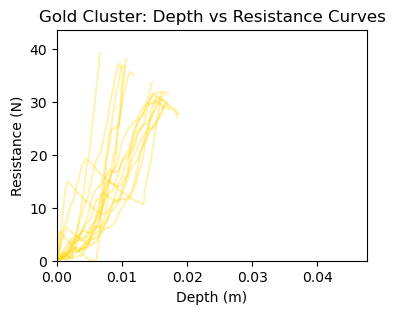 Gold Cluster: Depth vs Resistance Curves
Resistance (N)
40
30
20
10
0
0.00 0.01 0.02 0.03 0.04
Depth (m)